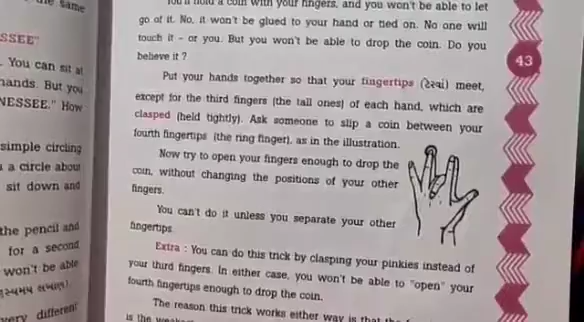 same
SSEE"
. You can sit at
hands. But you
NESSEE." How
simple circling
a circle about
sit down and
the pencil and
for a second
won't be able
very different
hold a coin with your fingers, and you won't be able to let
go of it. No, it won't be glued to your hand or tied on. No one will
touch it - or you. But you won't be able to drop the coin. Do you
believe it ?
43
Put your hands together so that your fingertips (ટેરવાં) meet,
except for the third fingers (the tall ones) of each hand, which are
clasped (held tightly). Ask someone to slip a coin between your
fourth fingertips (the ring finger), as in the illustration.
Now try to open your fingers enough to drop the
coin, without changing the positions of your other
fingers.
You can't do it unless you separate your other
fingertips.
Extra : You can do this trick by clasping your pinkies instead of
your third fingers. In either case, you won't be able to "open" your
fourth fingertips enough to drop the coin.
The reason this trick works either way is that the
is the